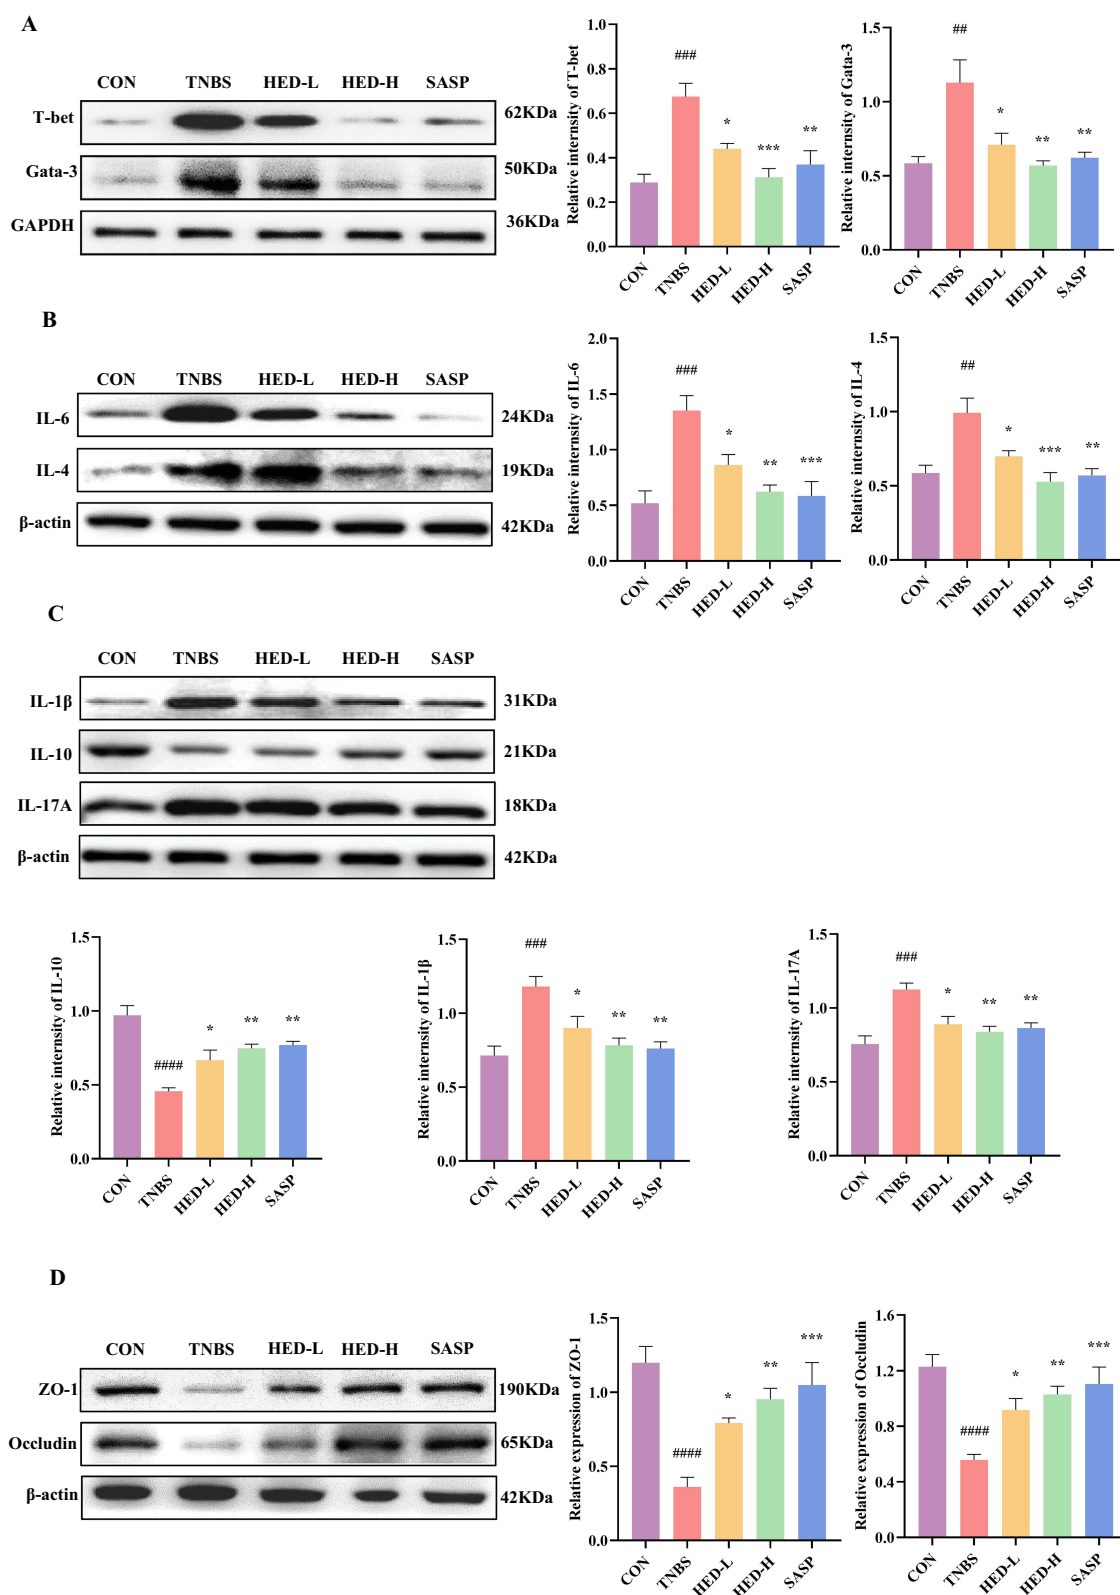 A
CON TNBS HED-L HED-H SASP
T-bet 62KDa
Gata-3 50KDa
GAPDH 36KDa
Relative internsity of T-bet
1.0
0.8
0.6
0.4
0.2
0.0
###
*
***
**
CON TNBS HED-L HED-H SASP
Relative internsity of Gata-3
1.5
1.0
0.5
0.0
##
*
**
**
CON TNBS HED-L HED-H SASP
B
CON TNBS HED-L HED-H SASP
IL-6 24KDa
IL-4 19KDa
β-actin 42KDa
Relative internsity of IL-6
2.0
1.5
1.0
0.5
0.0
###
*
**
***
CON TNBS HED-L HED-H SASP
Relative internsity of IL-4
1.5
1.0
0.5
0.0
##
*
***
**
CON TNBS HED-L HED-H SASP
C
CON TNBS HED-L HED-H SASP
IL-1β 31KDa
IL-10 21KDa
IL-17A 18KDa
β-actin 42KDa
Relative internsity of IL-10
1.5
1.0
0.5
0.0
####
*
**
**
CON TNBS HED-L HED-H SASP
Relative internsity of IL-1β
1.5
1.0
0.5
0.0
###
*
**
**
CON TNBS HED-L HED-H SASP
Relative internsity of IL-17A
1.5
1.0
0.5
0.0
###
*
**
**
CON TNBS HED-L HED-H SASP
D
CON TNBS HED-L HED-H SASP
ZO-1 190KDa
Occludin 65KDa
β-actin 42KDa
Relative expression of ZO-1
1.5
1.0
0.5
0.0
####
*
**
***
CON TNBS HED-L HED-H SASP
Relative expression of Occludin
1.6
1.2
0.8
0.4
0.0
####
*
**
***
CON TNBS HED-L HED-H SASP